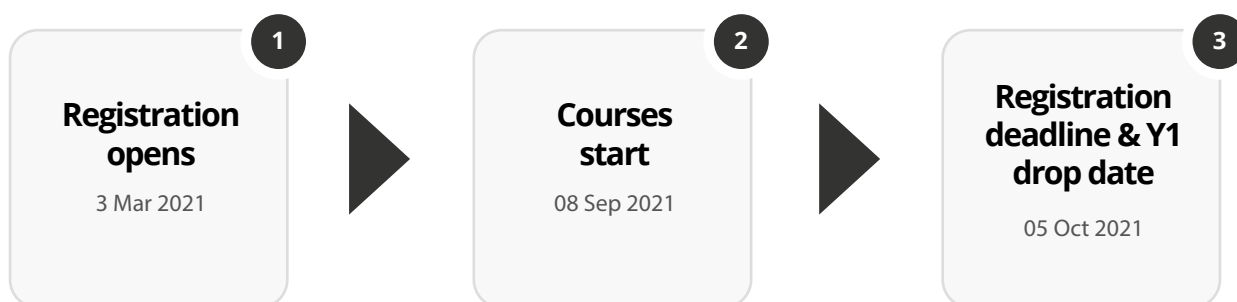 1
Registration
opens
3 Mar 2021
2
Courses
start
08 Sep 2021
3
Registration
deadline & Y1
drop date
05 Oct 2021